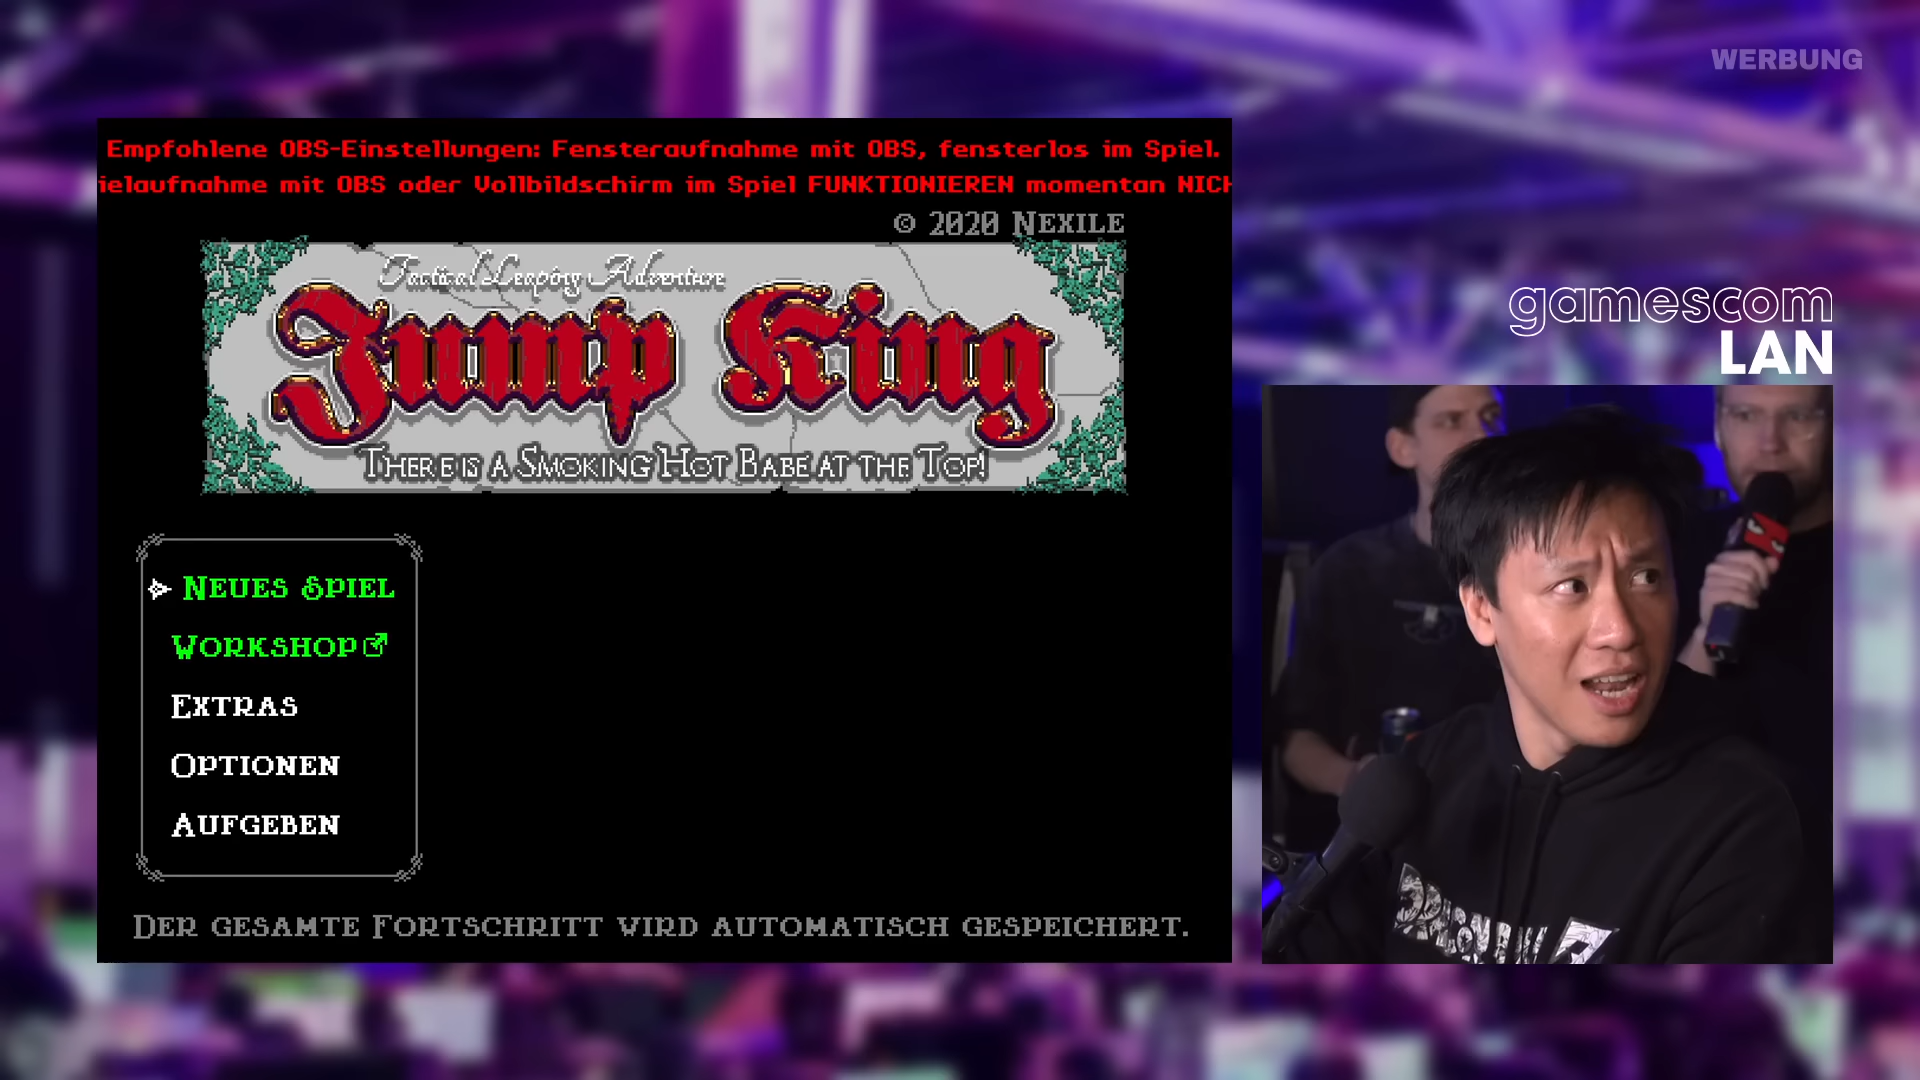 WERBUNG
Empfohlene OBS-Einstellungen: Fensteraufnahme mit OBS, fensterlos im Spiel.
ielaufnahme mit OBS oder Vollbildschirm im Spiel FUNKTIONIEREN momentan NICH
© 2020 NEXILE
Tactical Leaping Adventure
Jump King
THERE IS A SMOKING HOT BABE AT THE TOP!
gamescom
LAN
NEUES SPIEL
WORKSHOP
EXTRAS
OPTIONEN
AUFGEBEN
DER GESAMTE FORTSCHRITT WIRD AUTOMATISCH GESPEICHERT.